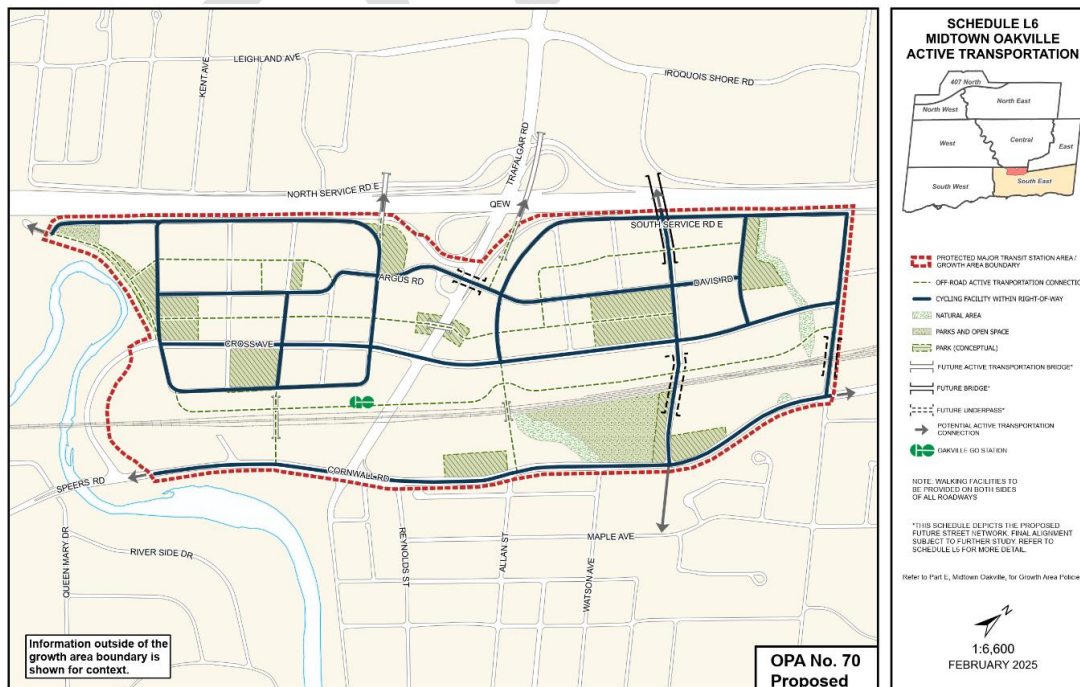 LEIGHLAND AVE
KENT AVE
IROQUOIS SHORE RD
TRAFALGAR RD
NORTH SERVICE RD E
QEW
SOUTH SERVICE RD E
ARGUS RD
DAVIS RD
CROSS AVE
GO
CORNWALL RD
SPEERS RD
MAPLE AVE
REYNOLDS ST
ALLAN ST
WATSON AVE
RIVER SIDE DR
QUEEN MARY DR
Information outside of the
growth area boundary is
shown for context.
OPA No. 70
Proposed
SCHEDULE L6
MIDTOWN OAKVILLE
ACTIVE TRANSPORTATION
407 North
North West
North East
West
Central
East
South West
South East
PROTECTED MAJOR TRANSIT STATION AREA /
GROWTH AREA BOUNDARY
OFF-ROAD ACTIVE TRANPORTATION CONNECTIO
CYCLING FACILITY WITHIN RIGHT-OF-WAY
NATURAL AREA
PARKS AND OPEN SPACE
PARK (CONCEPTUAL)
FUTURE ACTIVE TRANSPORTATION BRIDGE*
FUTURE BRIDGE*
FUTURE UNDERPASS*
POTENTIAL ACTIVE TRANSPORTATION
CONNECTION
GO
OAKVILLE GO STATION
NOTE: WALKING FACILITIES TO
BE PROVIDED ON BOTH SIDES
OF ALL ROADWAYS
*THIS SCHEDULE DEPICTS THE PROPOSED
FUTURE STREET NETWORK. FINAL ALIGNMENT
SUBJECT TO FURTHER STUDY. REFER TO
SCHEDULE L5 FOR MORE DETAIL.
Refer to Part E, Midtown Oakville, for Growth Area Policie
N
1:6,600
FEBRUARY 2025